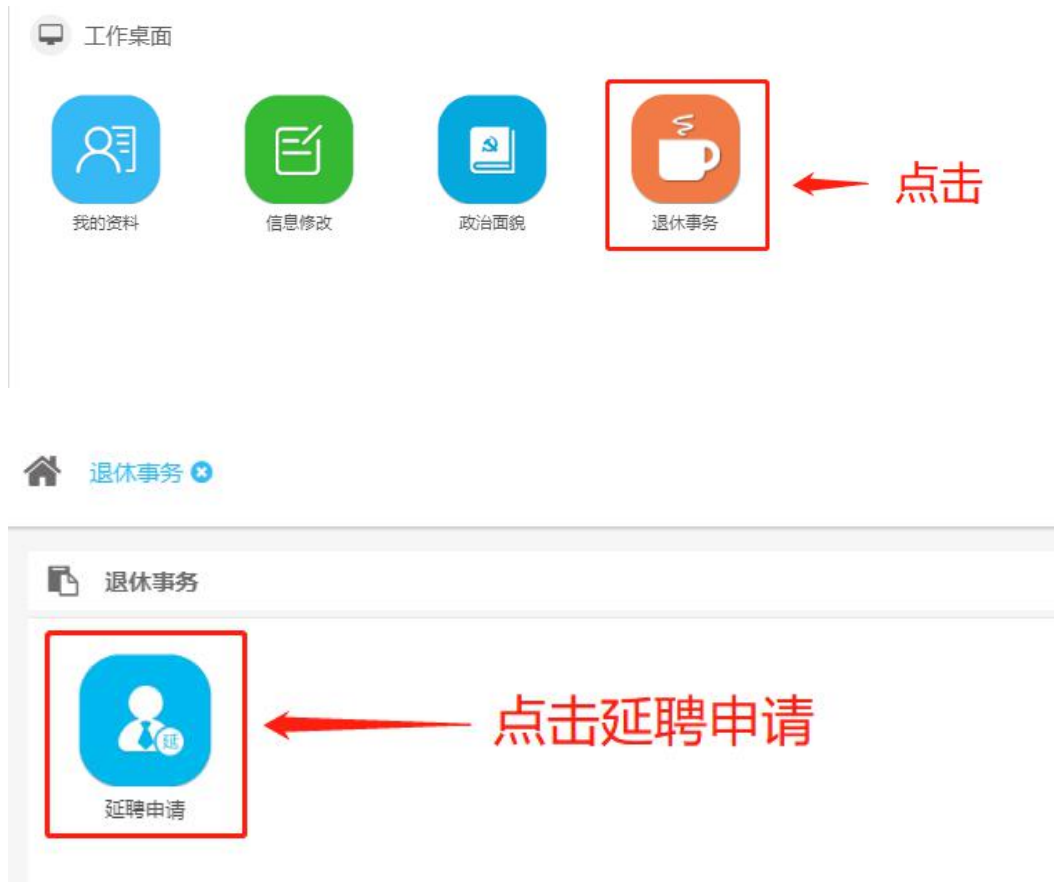 工作桌面
我的资料 信息修改 政治面貌 退休事务
点击
退休事务
退休事务
点击延聘申请
延
延聘申请